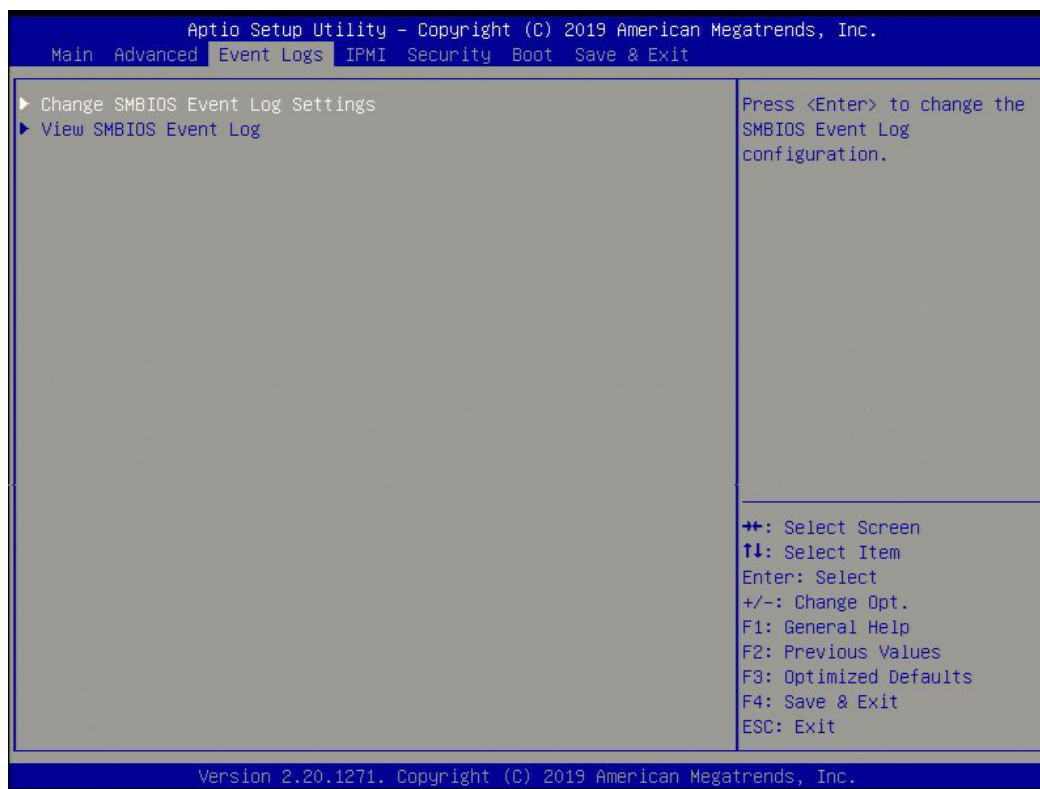 Aptio Setup Utility – Copyright (C) 2019 American Megatrends, Inc.
Main Advanced Event Logs IPMI Security Boot Save & Exit
▶ Change SMBIOS Event Log Settings
▶ View SMBIOS Event Log
Press <Enter> to change the
SMBIOS Event Log
configuration.
→←: Select Screen
↑↓: Select Item
Enter: Select
+/-: Change Opt.
F1: General Help
F2: Previous Values
F3: Optimized Defaults
F4: Save & Exit
ESC: Exit
Version 2.20.1271. Copyright (C) 2019 American Megatrends, Inc.